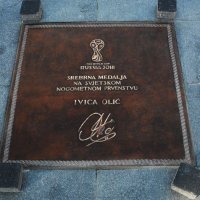 RUSSIA 2018
SREBRNA MEDALJA
NA SVJETSKOM
NOGOMETNOM PRVENSTVU
IVICA OLIĆ